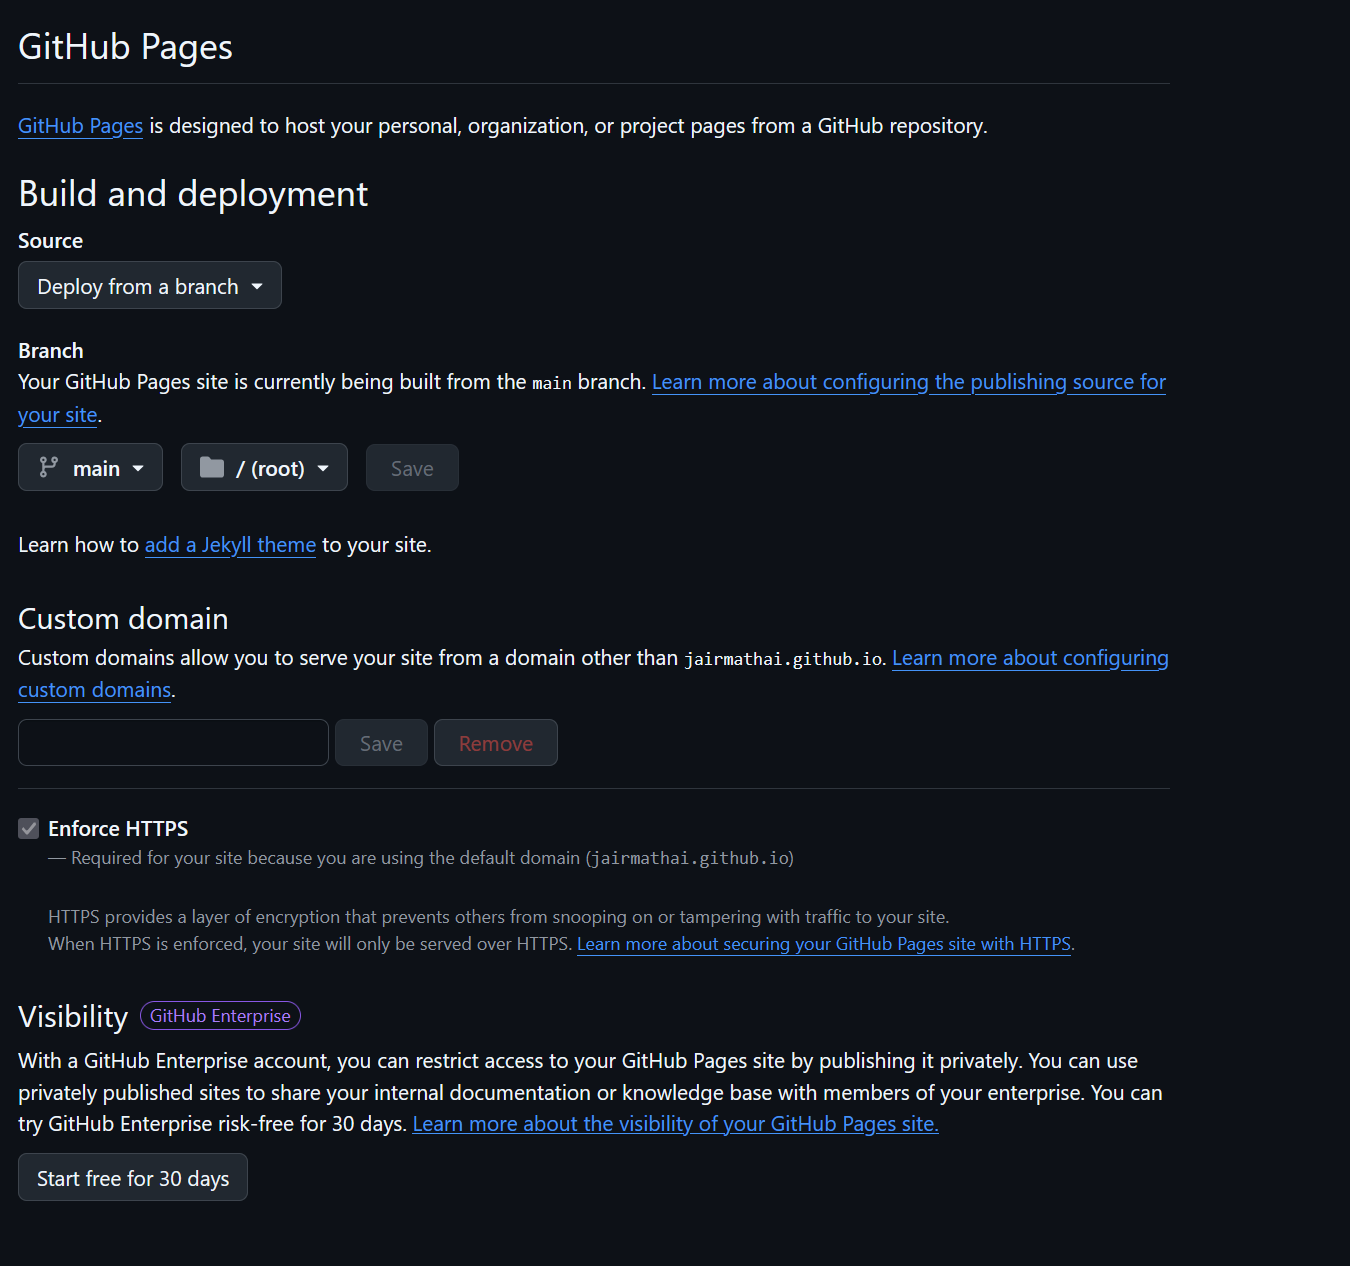 GitHub Pages
GitHub Pages is designed to host your personal, organization, or project pages from a GitHub repository.
Build and deployment
Source
Deploy from a branch
Branch
Your GitHub Pages site is currently being built from the main branch. Learn more about configuring the publishing source for
your site.
main / (root) Save
Learn how to add a Jekyll theme to your site.
Custom domain
Custom domains allow you to serve your site from a domain other than jairmathai.github.io. Learn more about configuring
custom domains.
Save Remove
Enforce HTTPS
— Required for your site because you are using the default domain (jairmathai.github.io)
HTTPS provides a layer of encryption that prevents others from snooping on or tampering with traffic to your site.
When HTTPS is enforced, your site will only be served over HTTPS. Learn more about securing your GitHub Pages site with HTTPS.
Visibility GitHub Enterprise
With a GitHub Enterprise account, you can restrict access to your GitHub Pages site by publishing it privately. You can use
privately published sites to share your internal documentation or knowledge base with members of your enterprise. You can
try GitHub Enterprise risk-free for 30 days. Learn more about the visibility of your GitHub Pages site.
Start free for 30 days